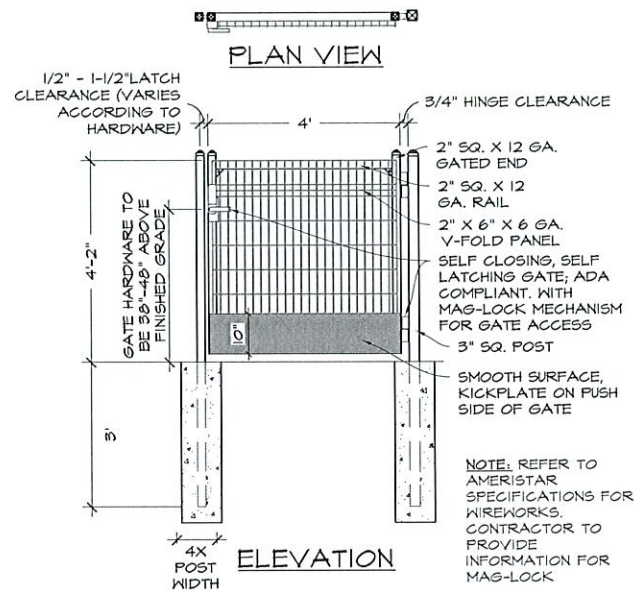 PLAN VIEW
1/2" - 1-1/2"LATCH
CLEARANCE (VARIES
ACCORDING TO
HARDWARE)
4'
3/4" HINGE CLEARANCE
2" SQ. X 12 GA.
GATED END
2" SQ. X 12
GA. RAIL
2" X 6" X 6 GA.
V-FOLD PANEL
SELF CLOSING, SELF
LATCHING GATE; ADA
COMPLIANT. WITH
MAG-LOCK MECHANISM
FOR GATE ACCESS
3" SQ. POST
SMOOTH SURFACE,
KICKPLATE ON PUSH
SIDE OF GATE
4'-2"
GATE HARDWARE TO
BE 38"-48" ABOVE
FINISHED GRADE
10"
3'
4X
POST
WIDTH
ELEVATION
NOTE: REFER TO
AMERISTAR
SPECIFICATIONS FOR
WIREWORKS.
CONTRACTOR TO
PROVIDE
INFORMATION FOR
MAG-LOCK